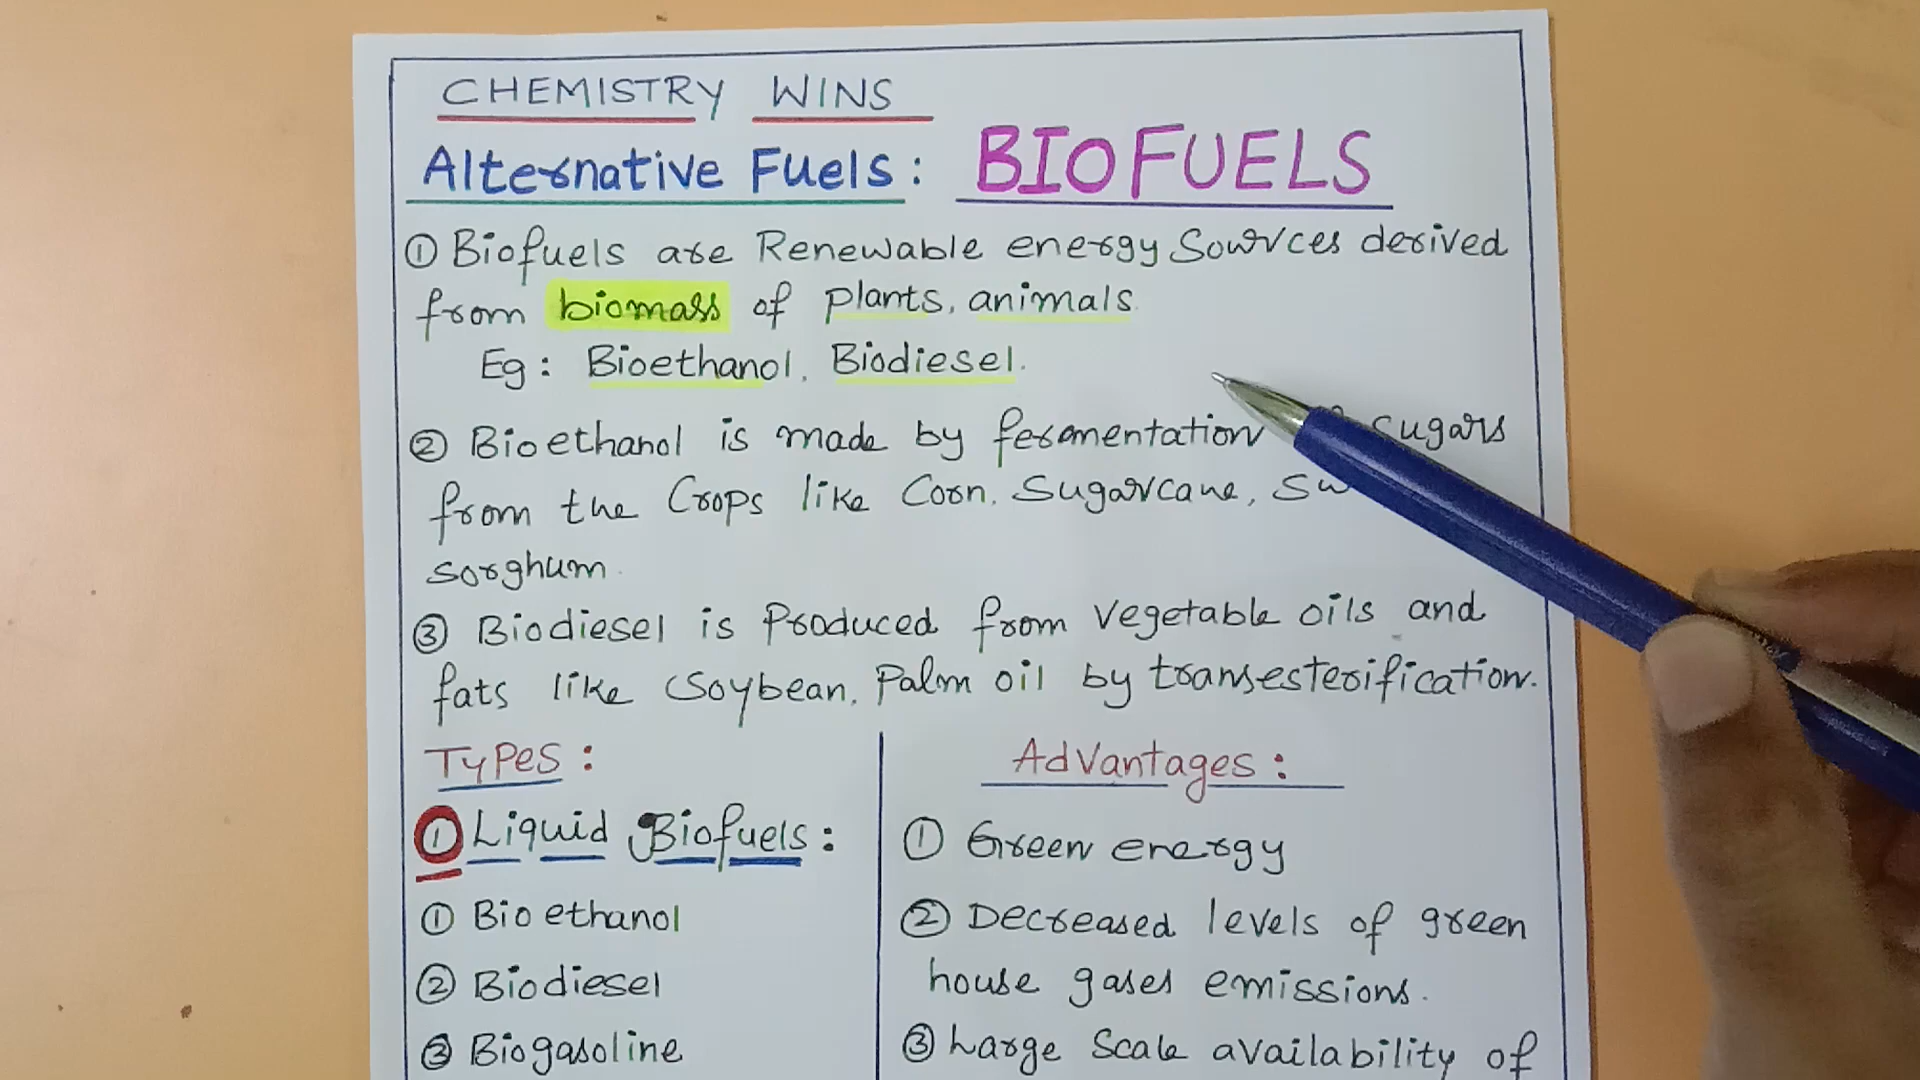 CHEMISTRY WINS
Alternative Fuels: BIOFUELS
① Biofuels are Renewable energy Sources derived
from biomass of plants, animals.
Eg: Bioethanol, Biodiesel.
② Bioethanol is made by fermentation sugars
from the Crops like Corn, Sugarcane,
sorghum.
③ Biodiesel is Produced from Vegetable oils and
fats like Soybean, Palm oil by transesterification.
Types:
① Liquid Biofuels:
① Bioethanol
② Biodiesel
③ Biogasoline
Advantages:
① Green energy
② Decreased levels of green
house gases emissions.
③ Large Scale availability of